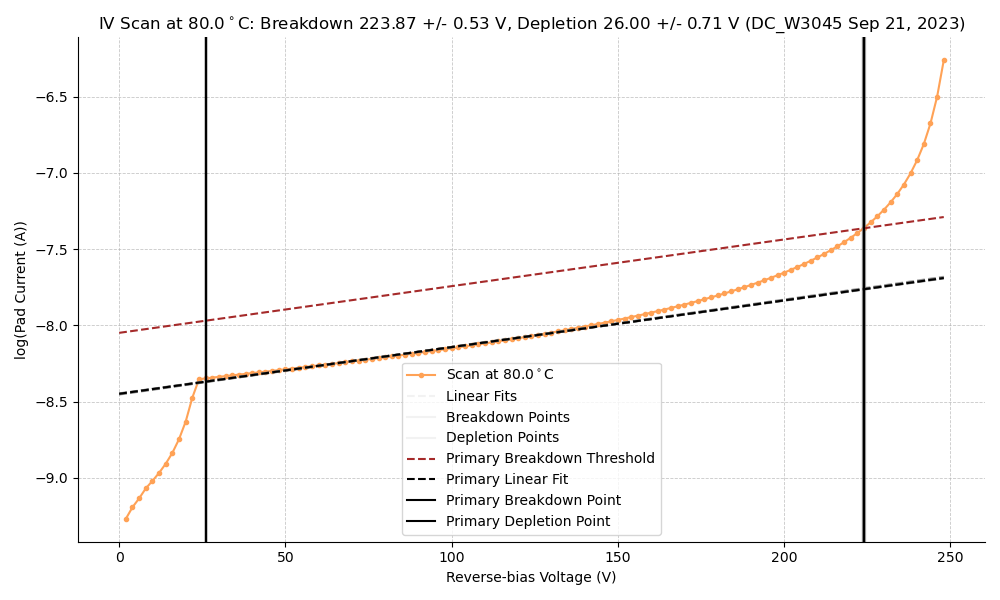 IV Scan at 80.0°C: Breakdown 223.87 +/- 0.53 V, Depletion 26.00 +/- 0.71 V (DC_W3045 Sep 21, 2023)
log(Pad Current (A))
−6.5
−7.0
−7.5
−8.0
−8.5
−9.0
Scan at 80.0°C
Linear Fits
Breakdown Points
Depletion Points
Primary Breakdown Threshold
Primary Linear Fit
Primary Breakdown Point
Primary Depletion Point
0 50 100 150 200 250
Reverse-bias Voltage (V)